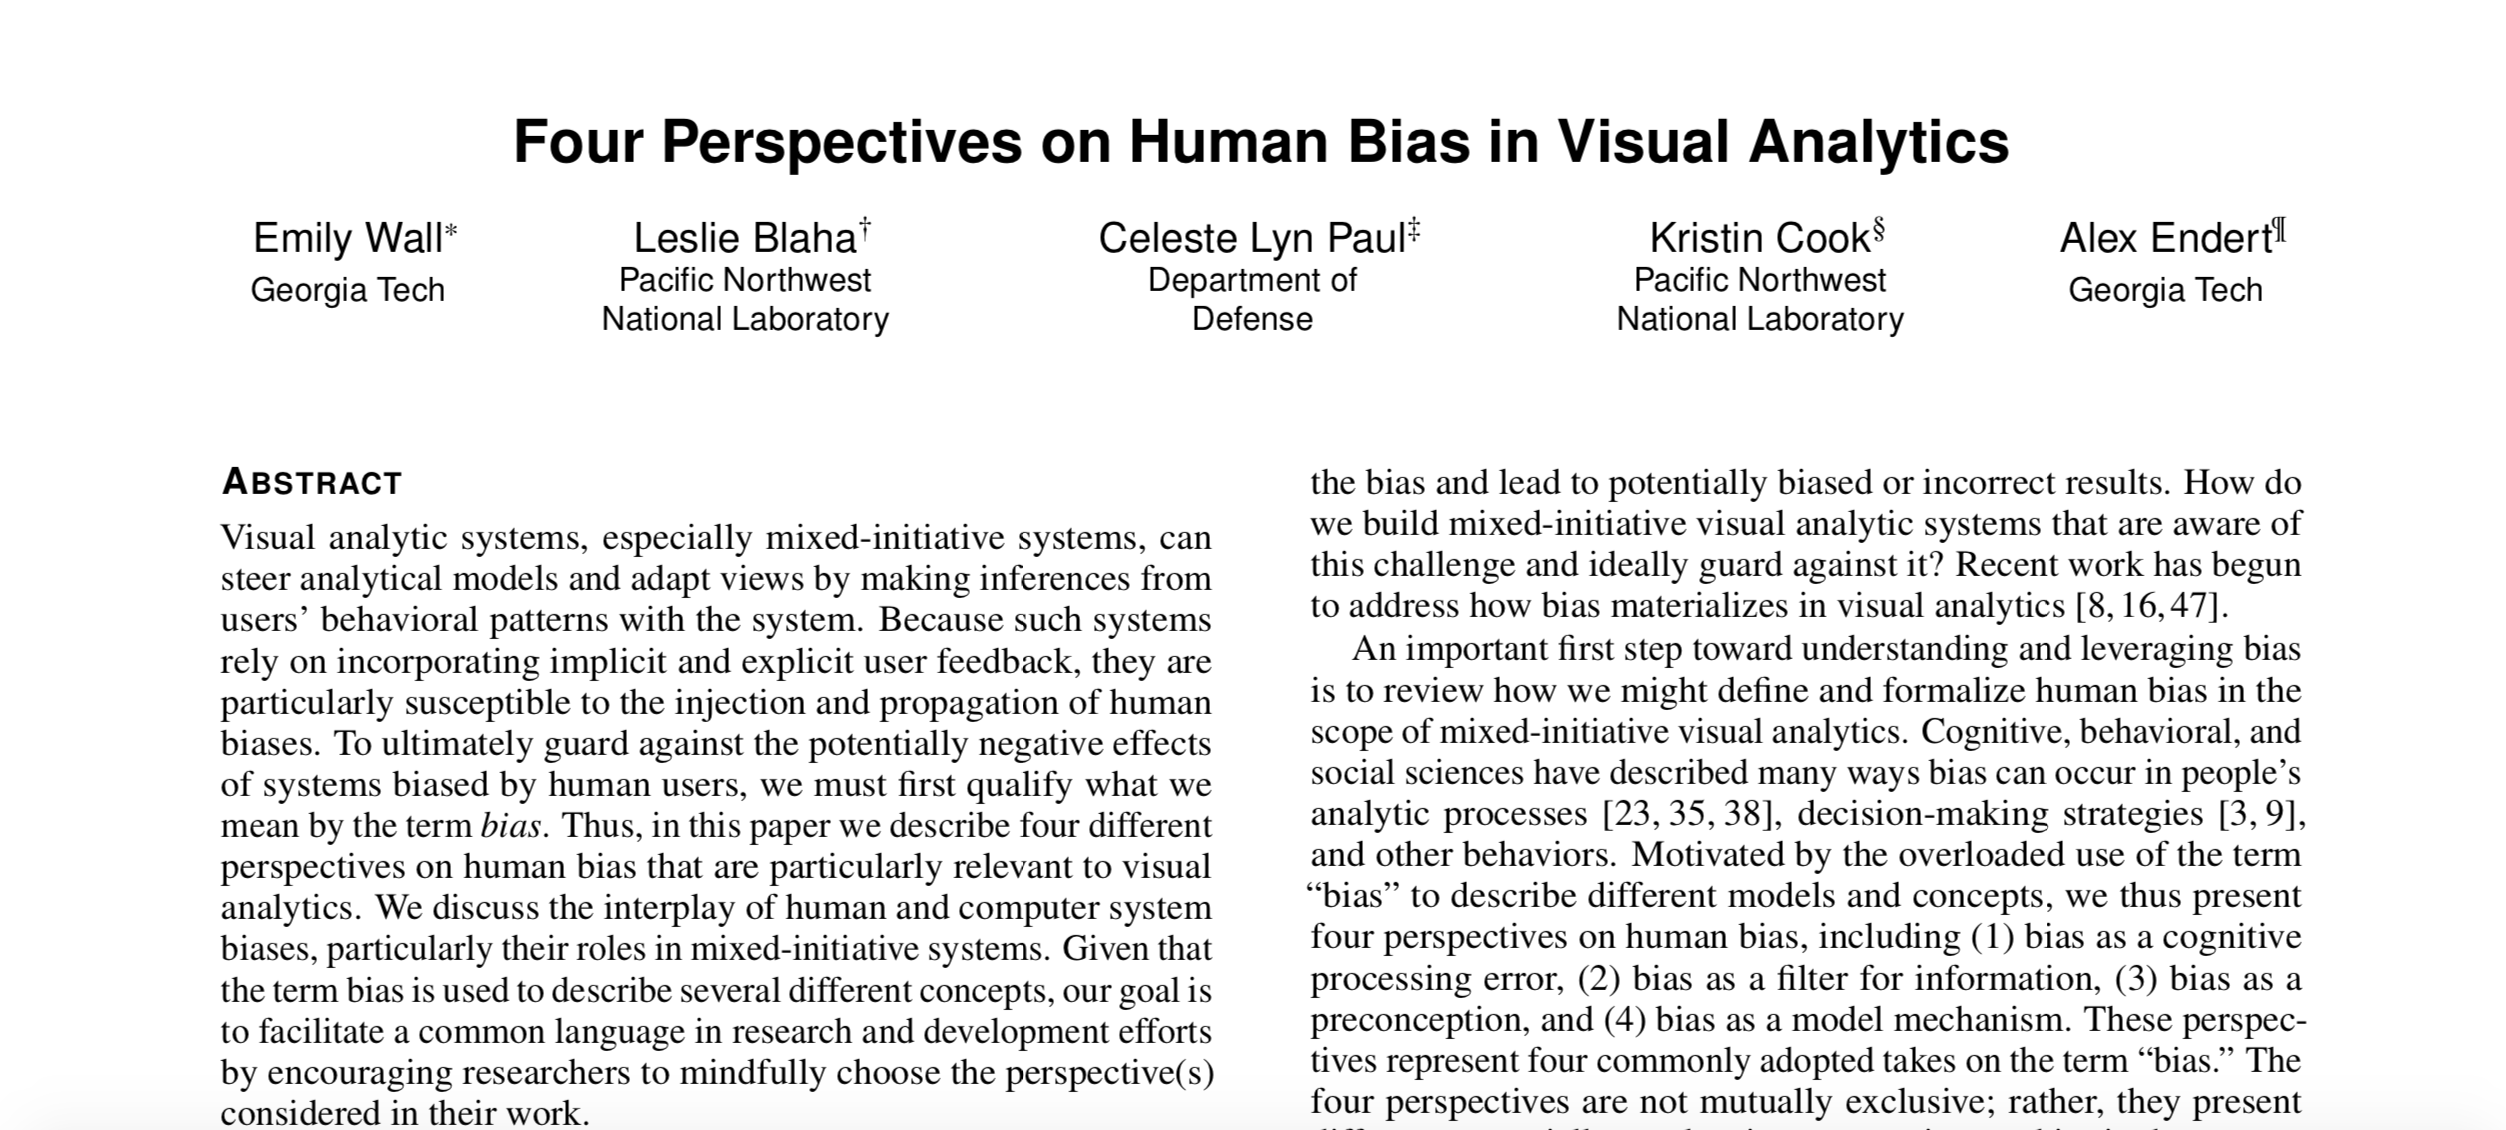 Four Perspectives on Human Bias in Visual Analytics
Emily Wall*
Georgia Tech
Leslie Blaha†
Pacific Northwest
National Laboratory
Celeste Lyn Paul‡
Department of
Defense
Kristin Cook§
Pacific Northwest
National Laboratory
Alex Endert¶
Georgia Tech
ABSTRACT
Visual analytic systems, especially mixed-initiative systems, can
steer analytical models and adapt views by making inferences from
users’ behavioral patterns with the system. Because such systems
rely on incorporating implicit and explicit user feedback, they are
particularly susceptible to the injection and propagation of human
biases. To ultimately guard against the potentially negative effects
of systems biased by human users, we must first qualify what we
mean by the term bias. Thus, in this paper we describe four different
perspectives on human bias that are particularly relevant to visual
analytics. We discuss the interplay of human and computer system
biases, particularly their roles in mixed-initiative systems. Given that
the term bias is used to describe several different concepts, our goal is
to facilitate a common language in research and development efforts
by encouraging researchers to mindfully choose the perspective(s)
considered in their work.
the bias and lead to potentially biased or incorrect results. How do
we build mixed-initiative visual analytic systems that are aware of
this challenge and ideally guard against it? Recent work has begun
to address how bias materializes in visual analytics [8, 16, 47].
An important first step toward understanding and leveraging bias
is to review how we might define and formalize human bias in the
scope of mixed-initiative visual analytics. Cognitive, behavioral, and
social sciences have described many ways bias can occur in people’s
analytic processes [23, 35, 38], decision-making strategies [3, 9],
and other behaviors. Motivated by the overloaded use of the term
“bias” to describe different models and concepts, we thus present
four perspectives on human bias, including (1) bias as a cognitive
processing error, (2) bias as a filter for information, (3) bias as a
preconception, and (4) bias as a model mechanism. These perspec-
tives represent four commonly adopted takes on the term “bias.” The
four perspectives are not mutually exclusive; rather, they present